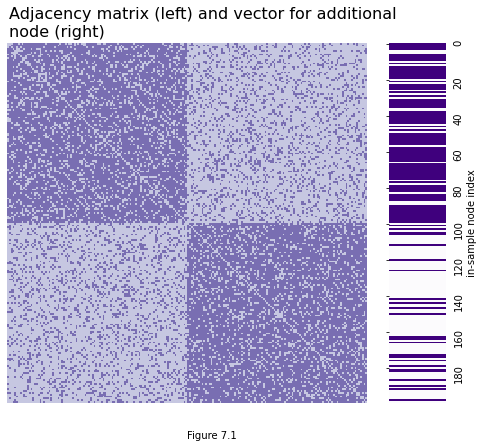 Adjacency matrix (left) and vector for additional
node (right)
0
20
40
60
80
100
120
140
160
180
in-sample node index
Figure 7.1